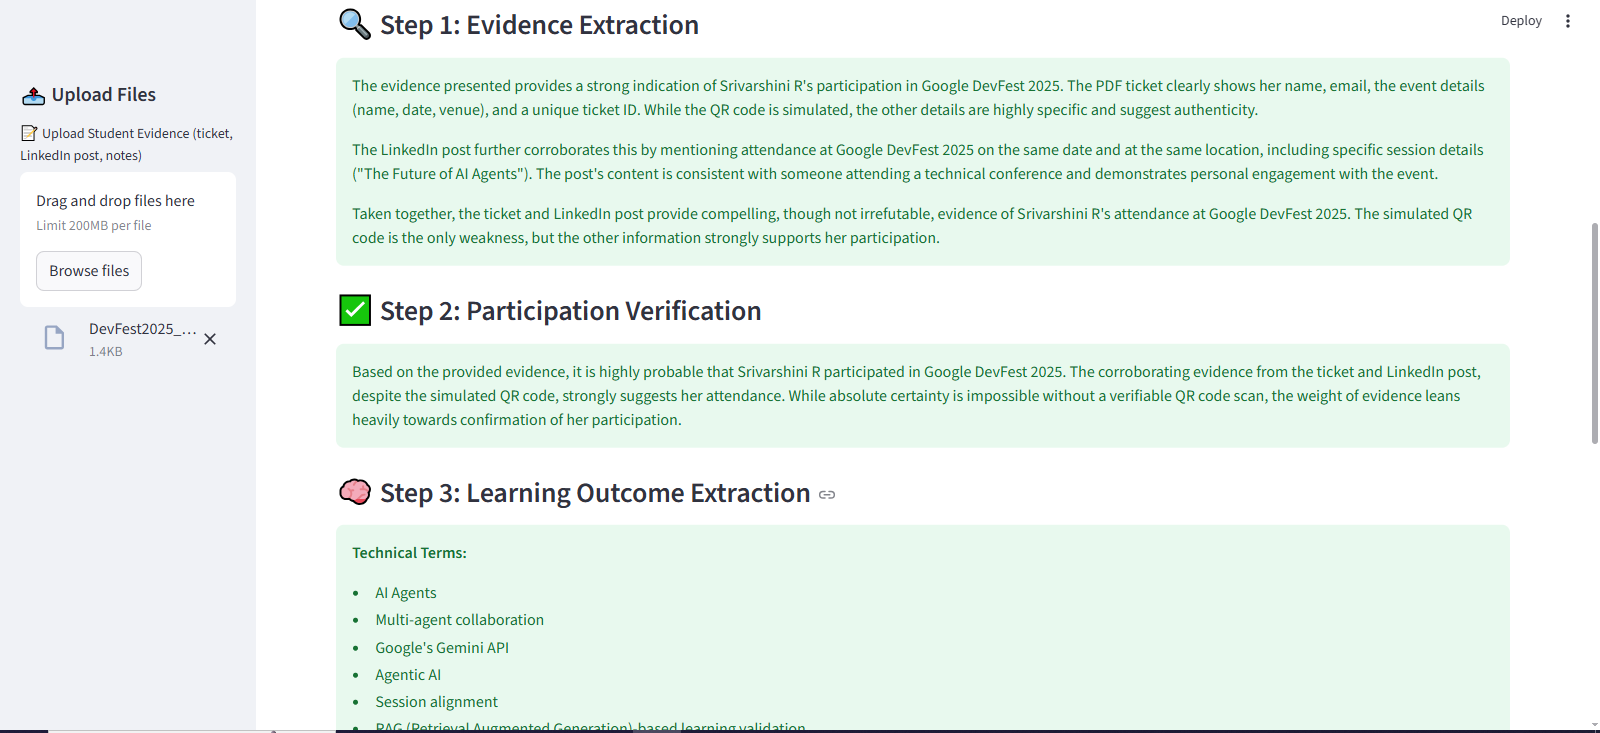 Deploy
Upload Files
Upload Student Evidence (ticket,
LinkedIn post, notes)
Drag and drop files here
Limit 200MB per file
Browse files
DevFest2025_...
1.4KB
Step 1: Evidence Extraction
The evidence presented provides a strong indication of Srivarshini R's participation in Google DevFest 2025. The PDF ticket clearly shows her name, email, the event details
(name, date, venue), and a unique ticket ID. While the QR code is simulated, the other details are highly specific and suggest authenticity.
The LinkedIn post further corroborates this by mentioning attendance at Google DevFest 2025 on the same date and at the same location, including specific session details
("The Future of AI Agents"). The post's content is consistent with someone attending a technical conference and demonstrates personal engagement with the event.
Taken together, the ticket and LinkedIn post provide compelling, though not irrefutable, evidence of Srivarshini R's attendance at Google DevFest 2025. The simulated QR
code is the only weakness, but the other information strongly supports her participation.
Step 2: Participation Verification
Based on the provided evidence, it is highly probable that Srivarshini R participated in Google DevFest 2025. The corroborating evidence from the ticket and LinkedIn post,
despite the simulated QR code, strongly suggests her attendance. While absolute certainty is impossible without a verifiable QR code scan, the weight of evidence leans
heavily towards confirmation of her participation.
Step 3: Learning Outcome Extraction
Technical Terms:
• AI Agents
• Multi-agent collaboration
• Google's Gemini API
• Agentic AI
• Session alignment
• RAG (Retrieval Augmented Generation)-based learning validation